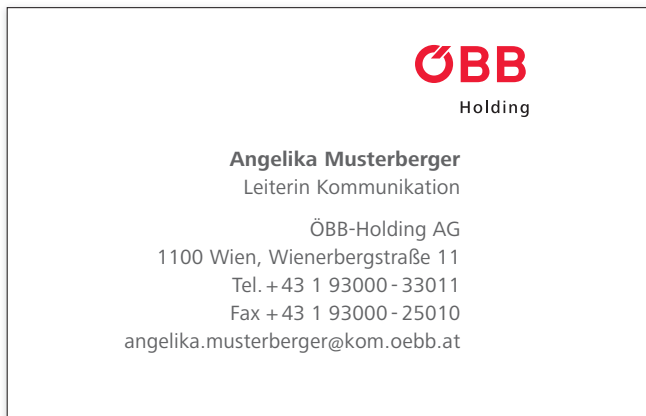 ÖBB
Holding
Angelika Musterberger
Leiterin Kommunikation
ÖBB-Holding AG
1100 Wien, Wienerbergstraße 11
Tel. +43 1 93000-33011
Fax +43 1 93000-25010
angelika.musterberger@kom.oebb.at